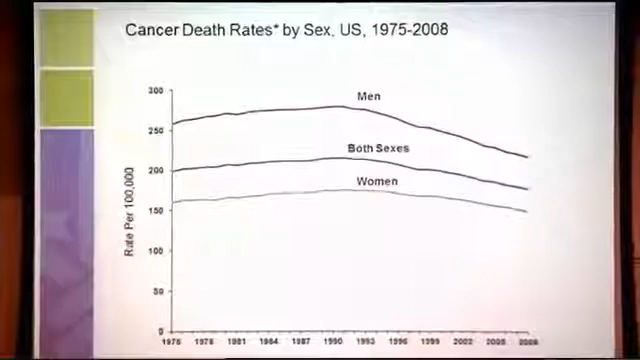 Cancer Death Rates* by Sex, US, 1975-2008
300
Men
250
Both Sexes
200
Women
150
Rate Per 100,000
100
50
0
1975 1978 1981 1984 1987 1990 1993 1996 1999 2002 2005 2008